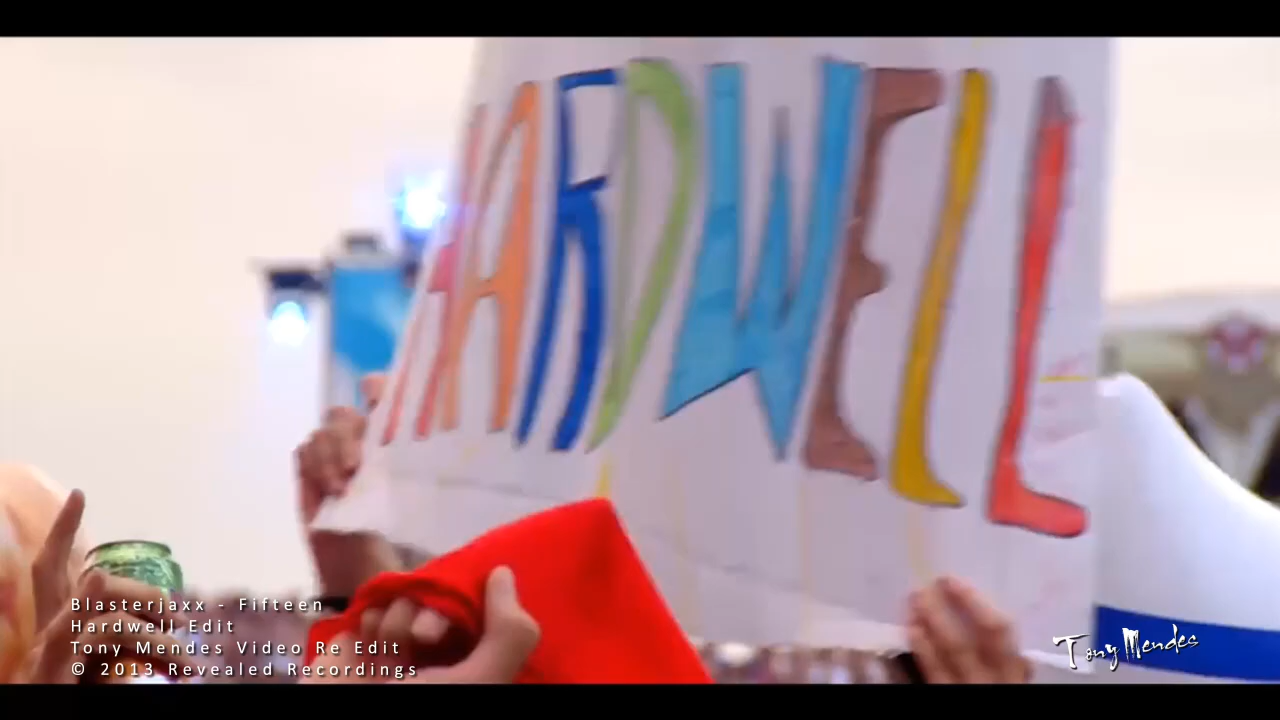 HARDWELL
Blasterjaxx - Fifteen
Hardwell Edit
Tony Mendes Video Re Edit
© 2013 Revealed Recordings
Tony Mendes